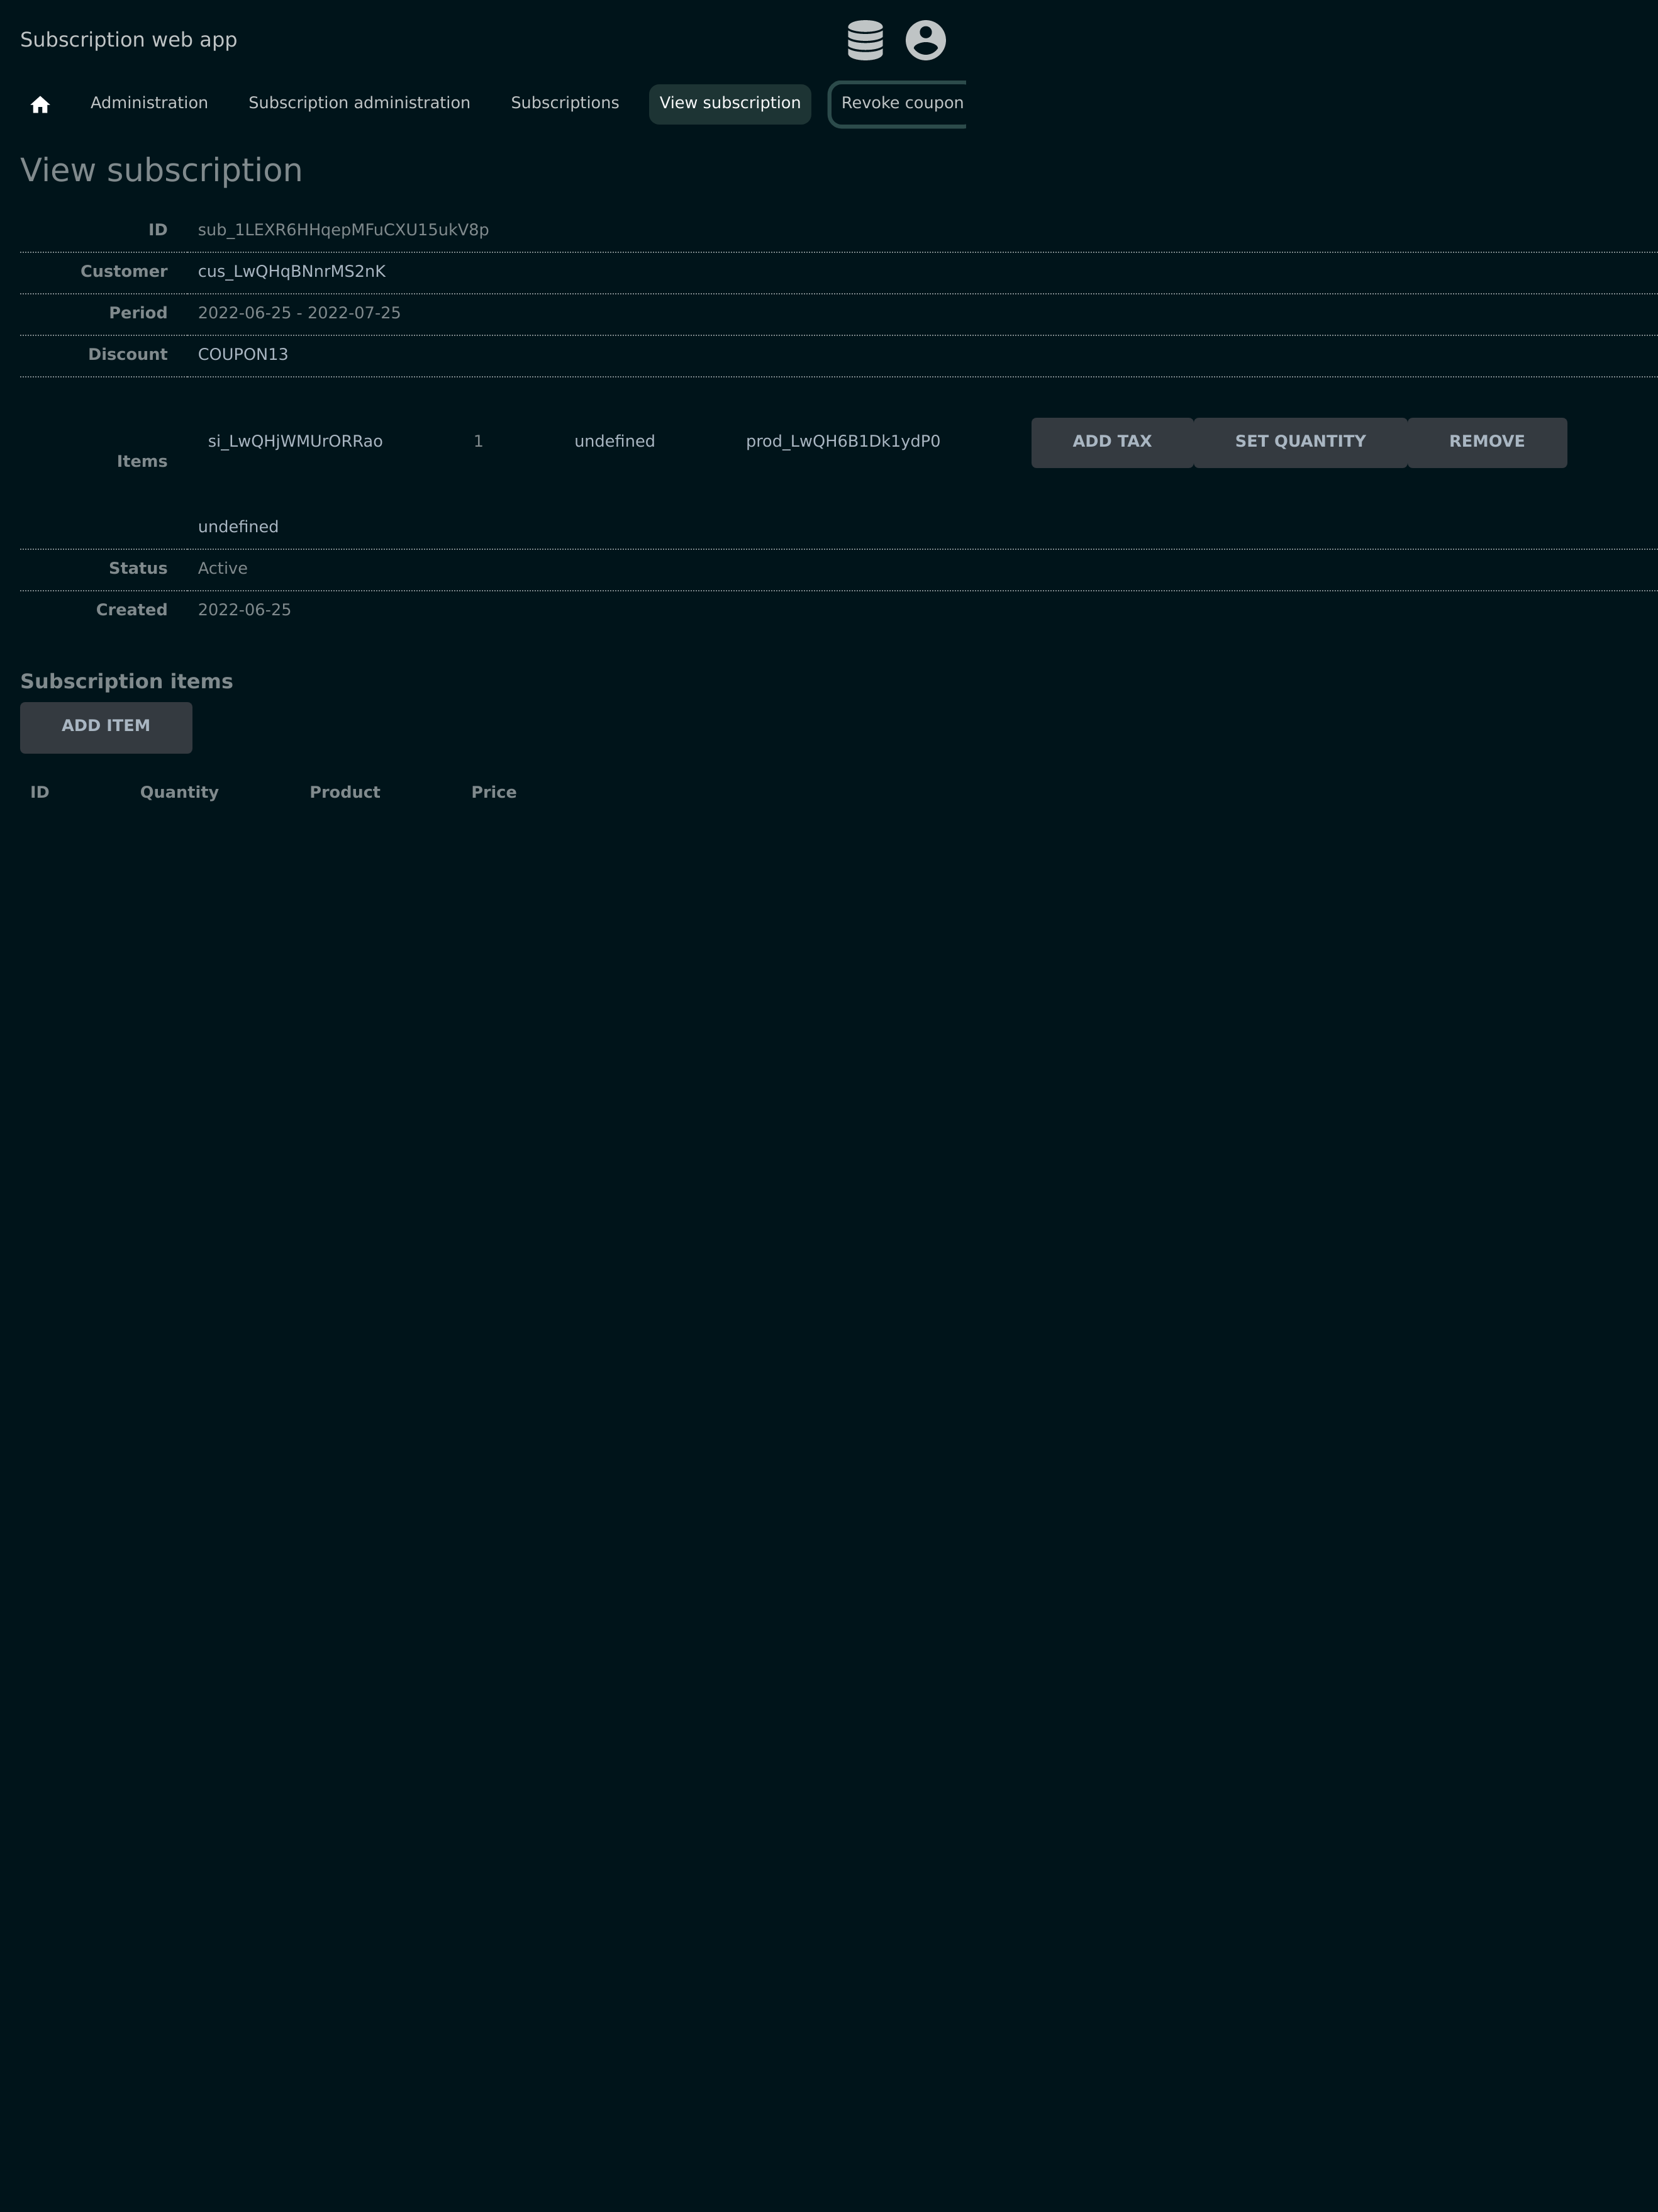 Subscription web app
Administration Subscription administration Subscriptions View subscription Revoke coupon
View subscription
ID sub_1LEXR6HHqepMFuCXU15ukV8p
Customer cus_LwQHqBNnrMS2nK
Period 2022-06-25 - 2022-07-25
Discount COUPON13
Items si_LwQHjWMUrORRao 1 undefined prod_LwQH6B1Dk1ydP0 ADD TAX SET QUANTITY REMOVE
undefined
Status Active
Created 2022-06-25
Subscription items
ADD ITEM
ID Quantity Product Price